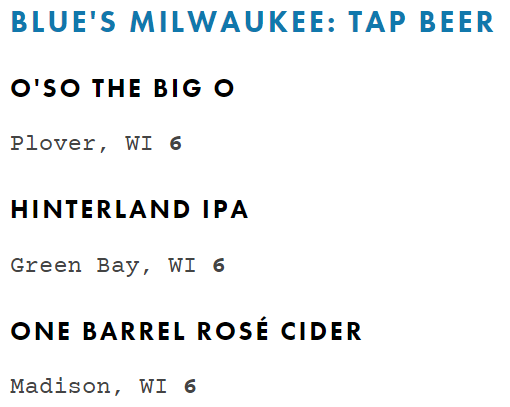 BLUE'S MILWAUKEE: TAP BEER
O'SO THE BIG O
Plover, WI 6
HINTERLAND IPA
Green Bay, WI 6
ONE BARREL ROSÉ CIDER
Madison, WI 6